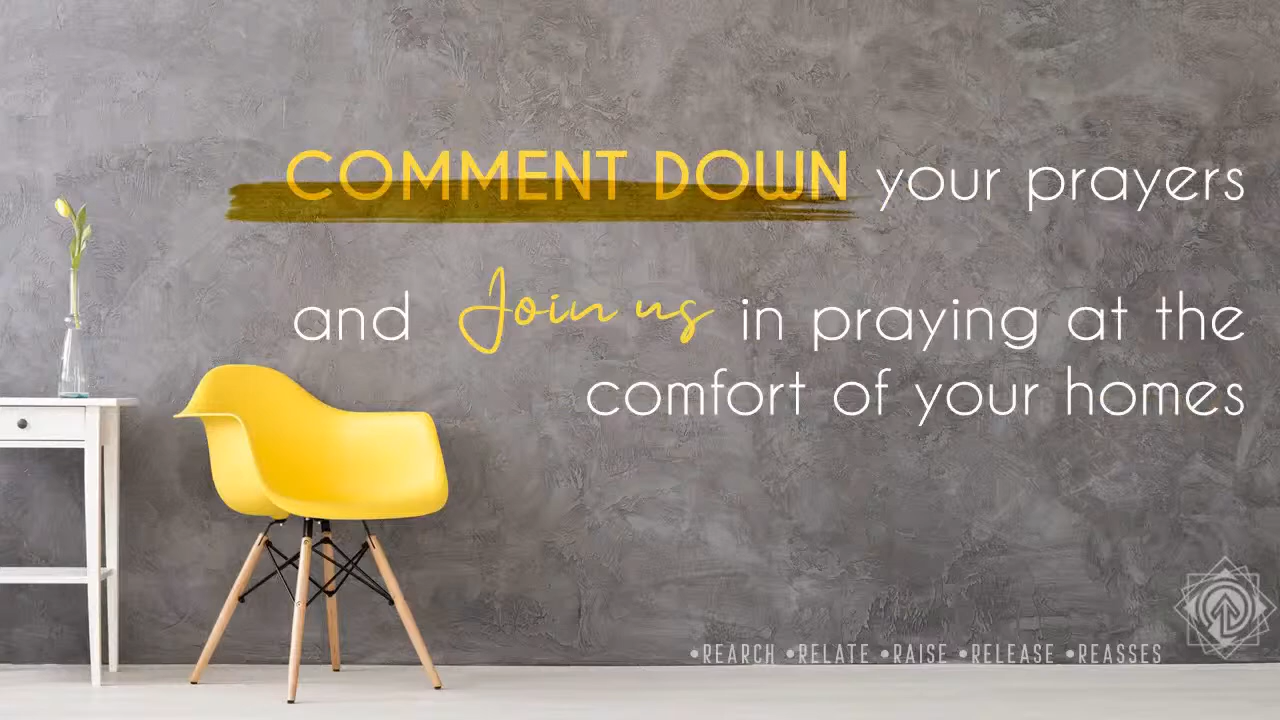 COMMENT DOWN your prayers
and Join us in praying at the
comfort of your homes
•REARCH •RELATE •RAISE •RELEASE •REASSES